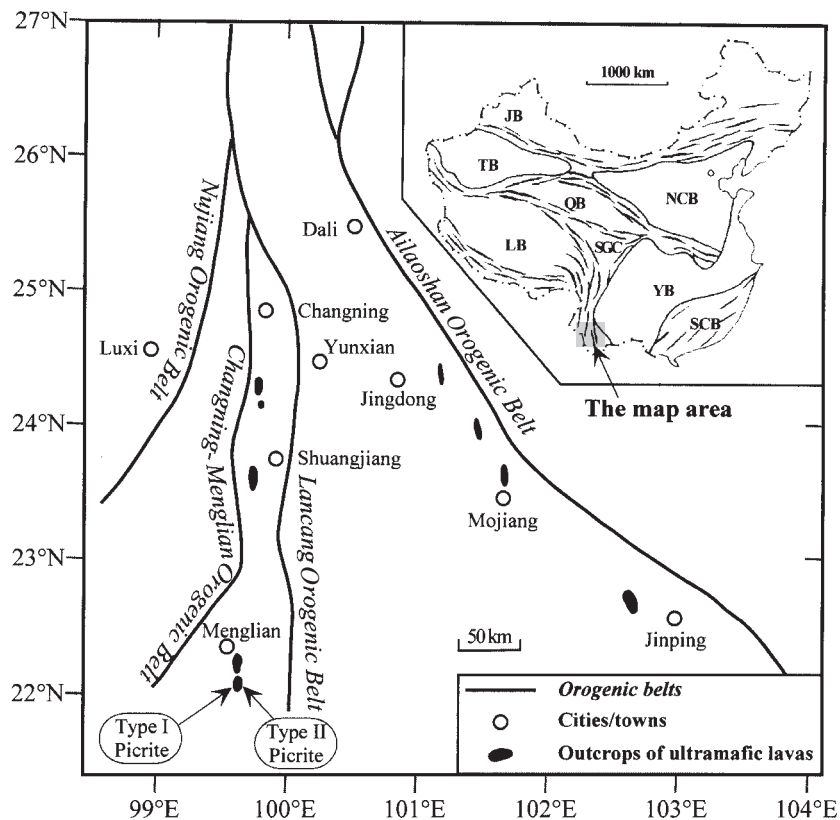 27°N
26°N
25°N
24°N
23°N
22°N
99°E
100°E
101°E
102°E
103°E
104°E
1000 km
JB
TB
QB
NCB
LB
SGC
YB
SCB
The map area
Nujiang Orogenic Belt
Changning-Menglian Orogenic Belt
Lancang Orogenic Belt
Ailaoshan Orogenic Belt
Dali
Changning
Luxi
Yunxian
Jingdong
Shuangjiang
Mojiang
Menglian
Jinping
50 km
Type I
Picrite
Type II
Picrite
Orogenic belts
Cities/towns
Outcrops of ultramafic lavas